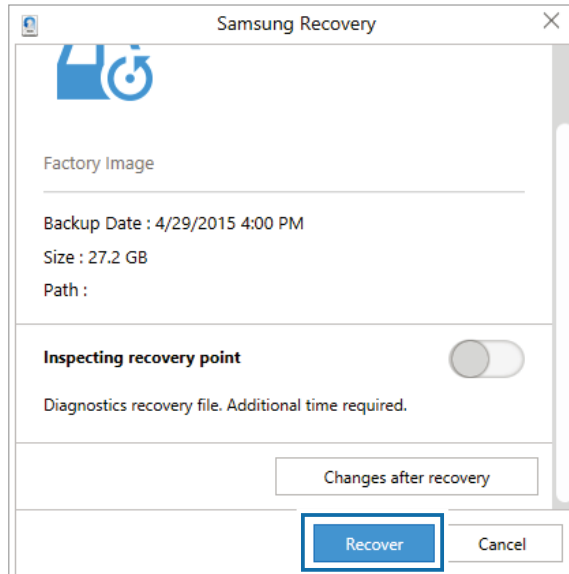 Samsung Recovery
Factory Image
Backup Date : 4/29/2015 4:00 PM
Size : 27.2 GB
Path :
Inspecting recovery point
Diagnostics recovery file. Additional time required.
Changes after recovery
Recover Cancel